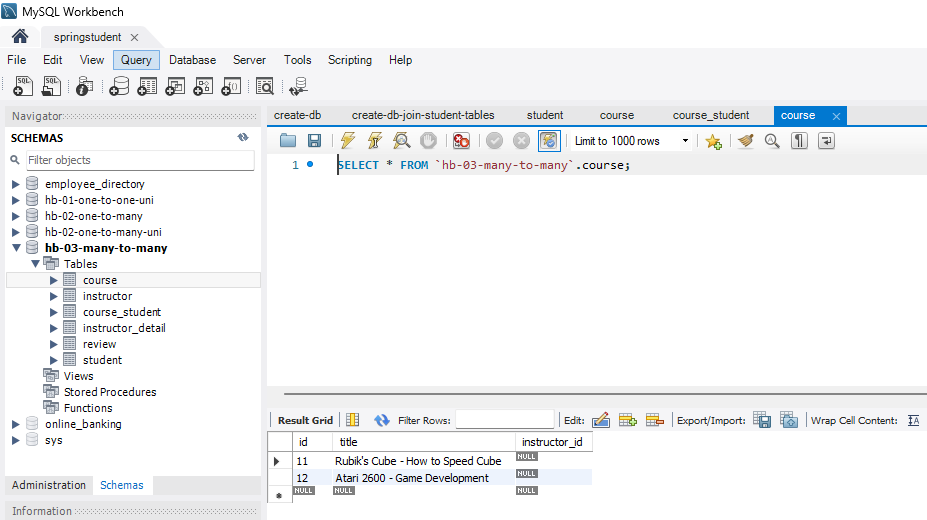 MySQL Workbench
springstudent
File Edit View Query Database Server Tools Scripting Help
Navigator
SCHEMAS
Filter objects
employee_directory
hb-01-one-to-one-uni
hb-02-one-to-many
hb-02-one-to-many-uni
hb-03-many-to-many
Tables
course
instructor
course_student
instructor_detail
review
student
Views
Stored Procedures
Functions
online_banking
sys
Administration Schemas
Information
create-db create-db-join-student-tables student course course_student course
Limit to 1000 rows
1 SELECT * FROM `hb-03-many-to-many`.course;
Result Grid Filter Rows: Edit: Export/Import: Wrap Cell Content: IA
id title instructor_id
11 Rubik's Cube - How to Speed Cube NULL
12 Atari 2600 - Game Development NULL
NULL NULL NULL